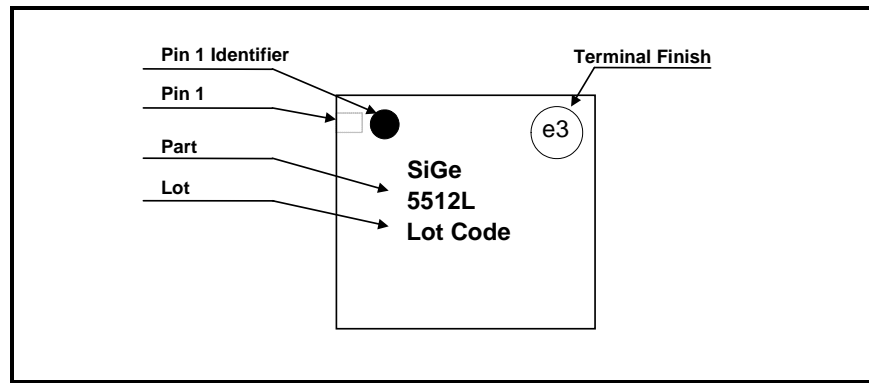 Pin 1 Identifier
Terminal Finish
Pin 1
e3
Part
SiGe
Lot
5512L
Lot Code